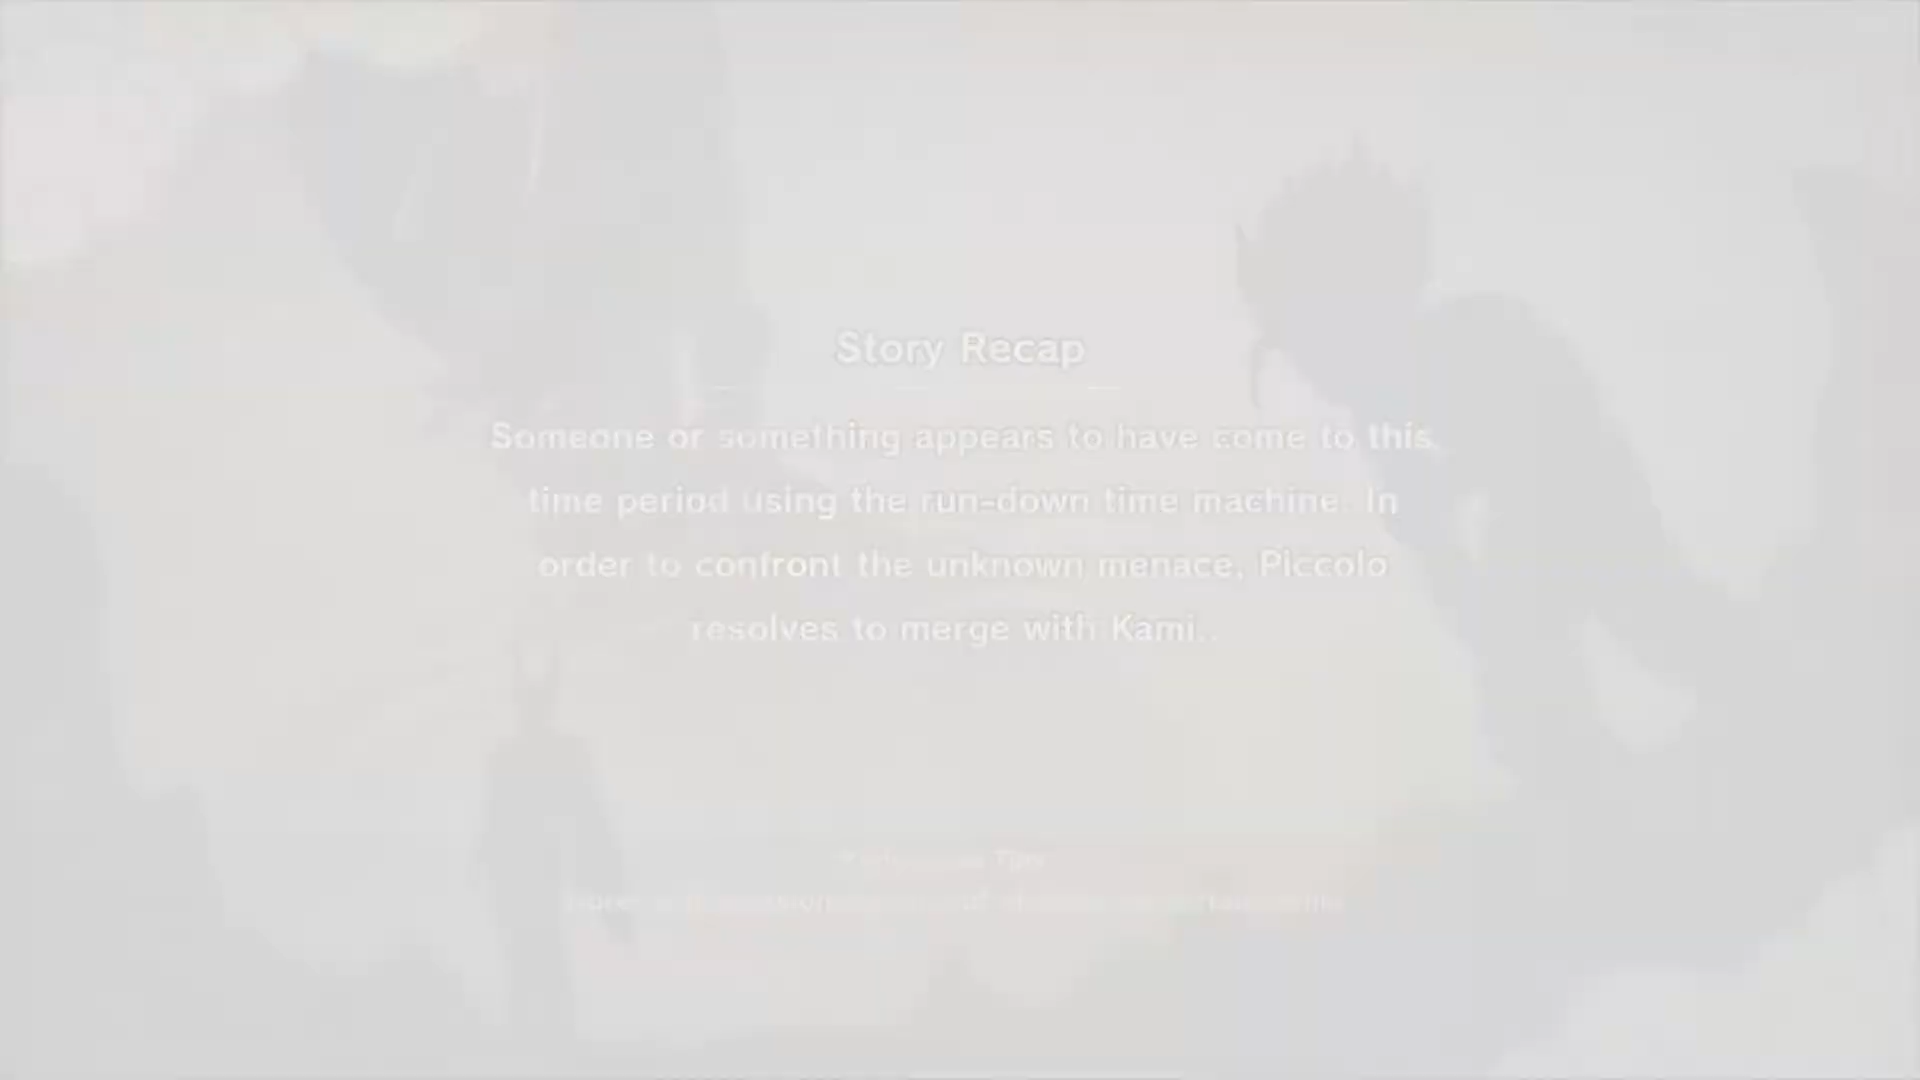 Story Recap
Someone or something appears to have come to this
time period using the run-down time machine. In
order to confront the unknown menace, Piccolo
resolves to merge with Kami..
Tips